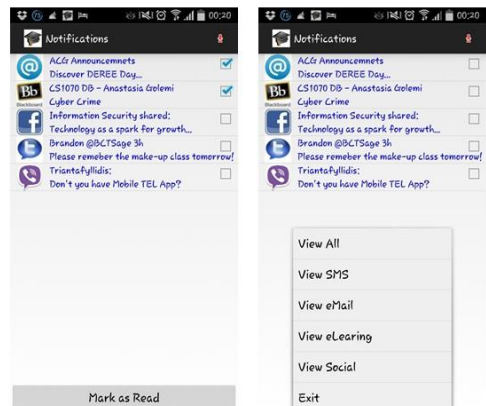 00:20
Notifications
ACG Announcemnets
Discover DEREE Day...
Bb
Blackboard
CS1070 DB - Anastasia Golemi
Cyber Crime
Information Security shared:
Technology as a spark for growth...
Brandon @BCTSage 3h
Please remeber the make-up class tomorrow!
Triantafyllidis:
Don't you have Mobile TEL App?
Mark as Read
00:20
Notifications
ACG Announcemnets
Discover DEREE Day...
Bb
Blackboard
CS1070 DB - Anastasia Golemi
Cyber Crime
Information Security shared:
Technology as a spark for growth...
Brandon @BCTSage 3h
Please remeber the make-up class tomorrow!
Triantafyllidis:
Don't you have Mobile TEL App?
View All
View SMS
View eMail
View eLearing
View Social
Exit